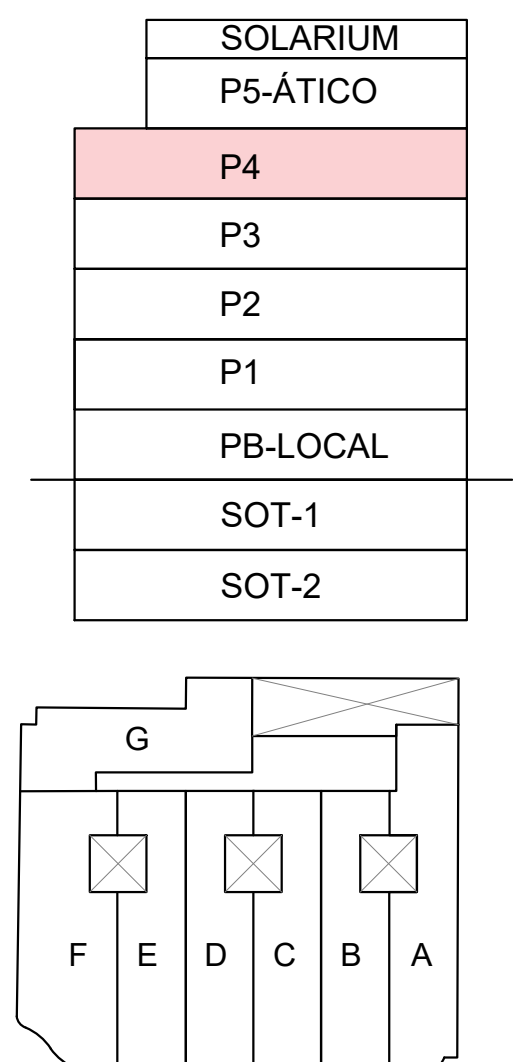 SOLARIUM
P5-ÁTICO
P4
P3
P2
P1
PB-LOCAL
SOT-1
SOT-2
G
F E D C B A